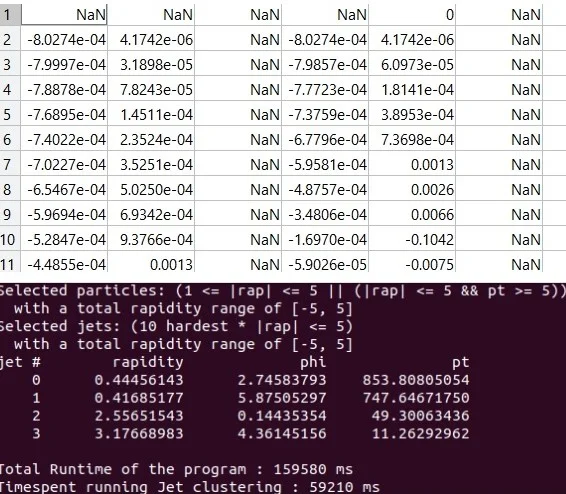 1 NaN NaN NaN NaN 0 NaN
2 -8.0274e-04 4.1742e-06 NaN -8.0274e-04 4.1742e-06 NaN
3 -7.9997e-04 3.1898e-05 NaN -7.9857e-04 6.0973e-05 NaN
4 -7.8878e-04 7.8243e-05 NaN -7.7723e-04 1.8141e-04 NaN
5 -7.6895e-04 1.4511e-04 NaN -7.3759e-04 3.8953e-04 NaN
6 -7.4022e-04 2.3524e-04 NaN -6.7796e-04 7.3698e-04 NaN
7 -7.0227e-04 3.5251e-04 NaN -5.9581e-04 0.0013 NaN
8 -6.5467e-04 5.0250e-04 NaN -4.8757e-04 0.0026 NaN
9 -5.9694e-04 6.9342e-04 NaN -3.4806e-04 0.0066 NaN
10 -5.2847e-04 9.3766e-04 NaN -1.6970e-04 -0.1042 NaN
11 -4.4855e-04 0.0013 NaN -5.9026e-05 -0.0075 NaN
Selected particles: (1 <= |rap| <= 5 || (|rap| <= 5 && pt >= 5))
with a total rapidity range of [-5, 5]
Selected jets: (10 hardest * |rap| <= 5)
with a total rapidity range of [-5, 5]
jet # rapidity phi pt
0 0.44456143 2.74583793 853.80805054
1 0.41685177 5.87505297 747.64671750
2 2.55651543 0.14435354 49.30063436
3 3.17668983 4.36145156 11.26292962
Total Runtime of the program : 159580 ms
Timespent running Jet clustering : 59210 ms